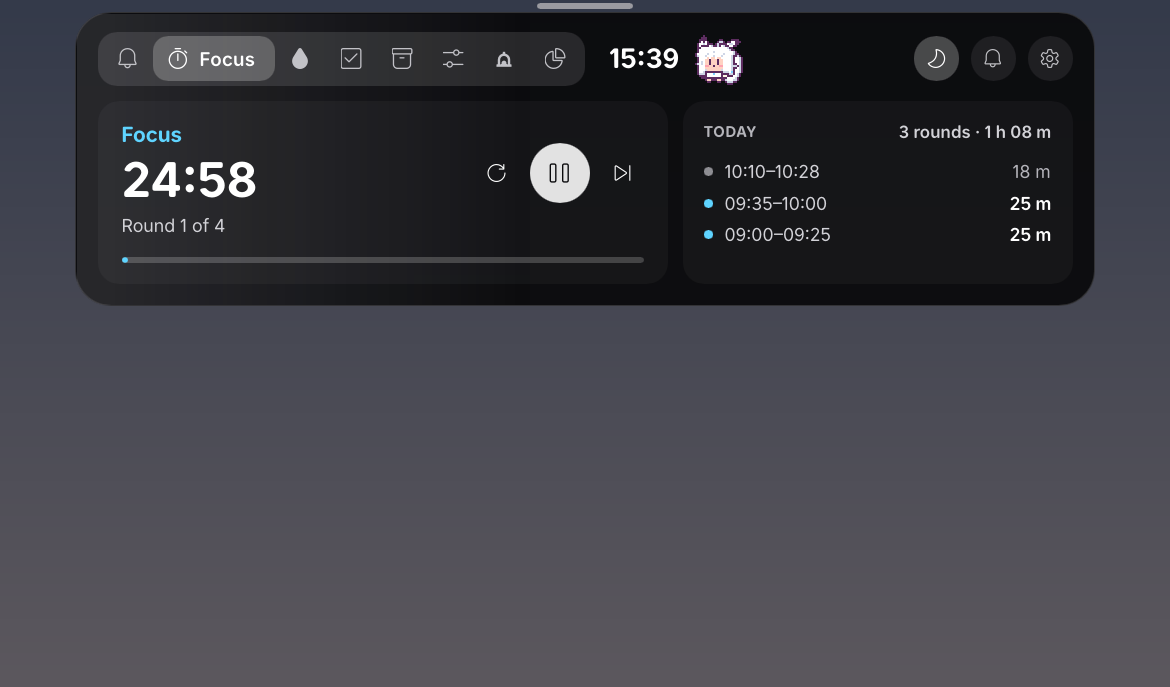 Focus
15:39
Focus
24:58
Round 1 of 4
TODAY
3 rounds · 1 h 08 m
10:10–10:28 18 m
09:35–10:00 25 m
09:00–09:25 25 m